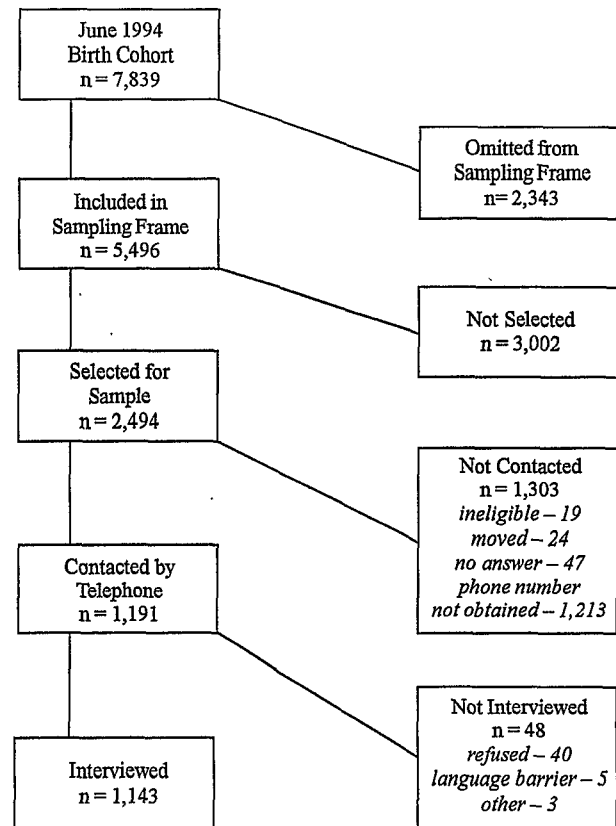 June 1994
Birth Cohort
n = 7,839
Omitted from
Sampling Frame
n= 2,343
Included in
Sampling Frame
n = 5,496
Not Selected
n = 3,002
Selected for
Sample
n = 2,494
Not Contacted
n = 1,303
ineligible – 19
moved – 24
no answer – 47
phone number
not obtained – 1,213
Contacted by
Telephone
n = 1,191
Not Interviewed
n = 48
refused – 40
language barrier – 5
other – 3
Interviewed
n = 1,143